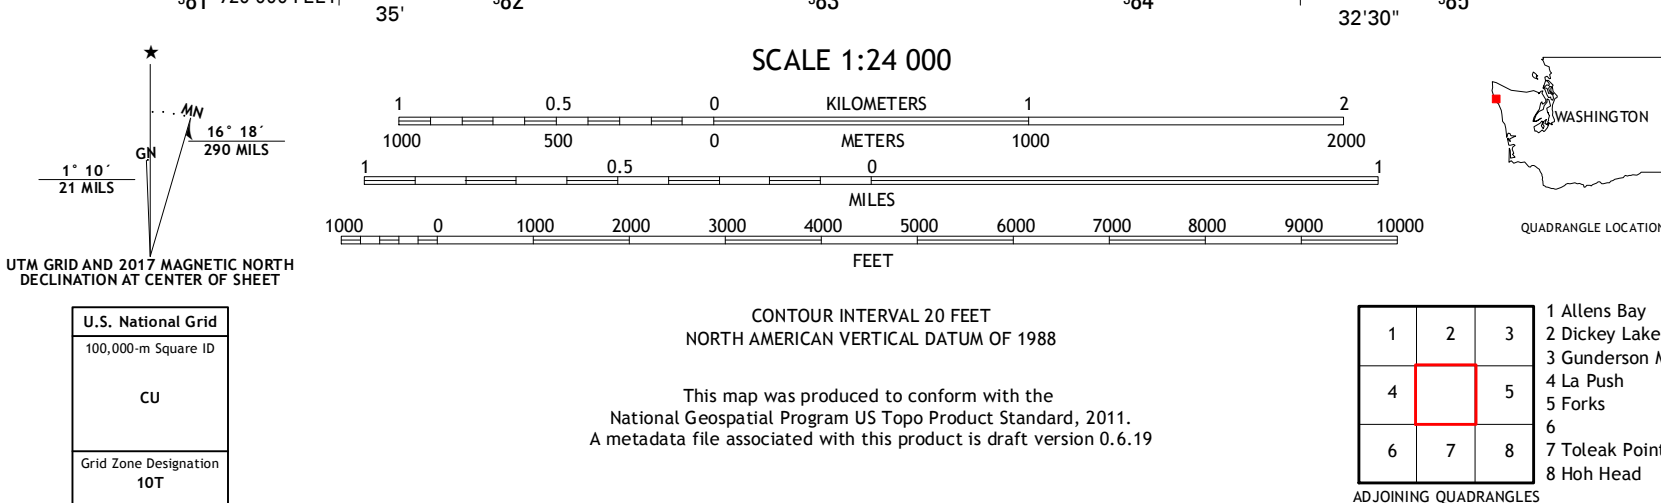 35'
32'30"
SCALE 1:24 000
1 0.5 0 KILOMETERS 1 2
1000 500 0 METERS 1000 2000
1 0.5 0 1
MILES
1000 0 1000 2000 3000 4000 5000 6000 7000 8000 9000 10000
FEET
MN
GN
16° 18´
290 MILS
1° 10´
21 MILS
UTM GRID AND 2017 MAGNETIC NORTH
DECLINATION AT CENTER OF SHEET
WASHINGTON
QUADRANGLE LOCATION
U.S. National Grid
100,000-m Square ID
CU
Grid Zone Designation
10T
CONTOUR INTERVAL 20 FEET
NORTH AMERICAN VERTICAL DATUM OF 1988
This map was produced to conform with the
National Geospatial Program US Topo Product Standard, 2011.
A metadata file associated with this product is draft version 0.6.19
1 2 3
4 5
6 7 8
ADJOINING QUADRANGLES
1 Allens Bay
2 Dickey Lake
3 Gunderson
4 La Push
5 Forks
6
7 Toleak Point
8 Hoh Head